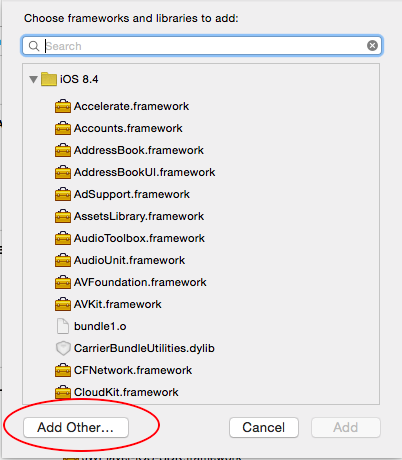 Choose frameworks and libraries to add:
Search
iOS 8.4
Accelerate.framework
Accounts.framework
AddressBook.framework
AddressBookUI.framework
AdSupport.framework
AssetsLibrary.framework
AudioToolbox.framework
AudioUnit.framework
AVFoundation.framework
AVKit.framework
bundle1.o
CarrierBundleUtilities.dylib
CFNetwork.framework
CloudKit.framework
Add Other...
Cancel
Add